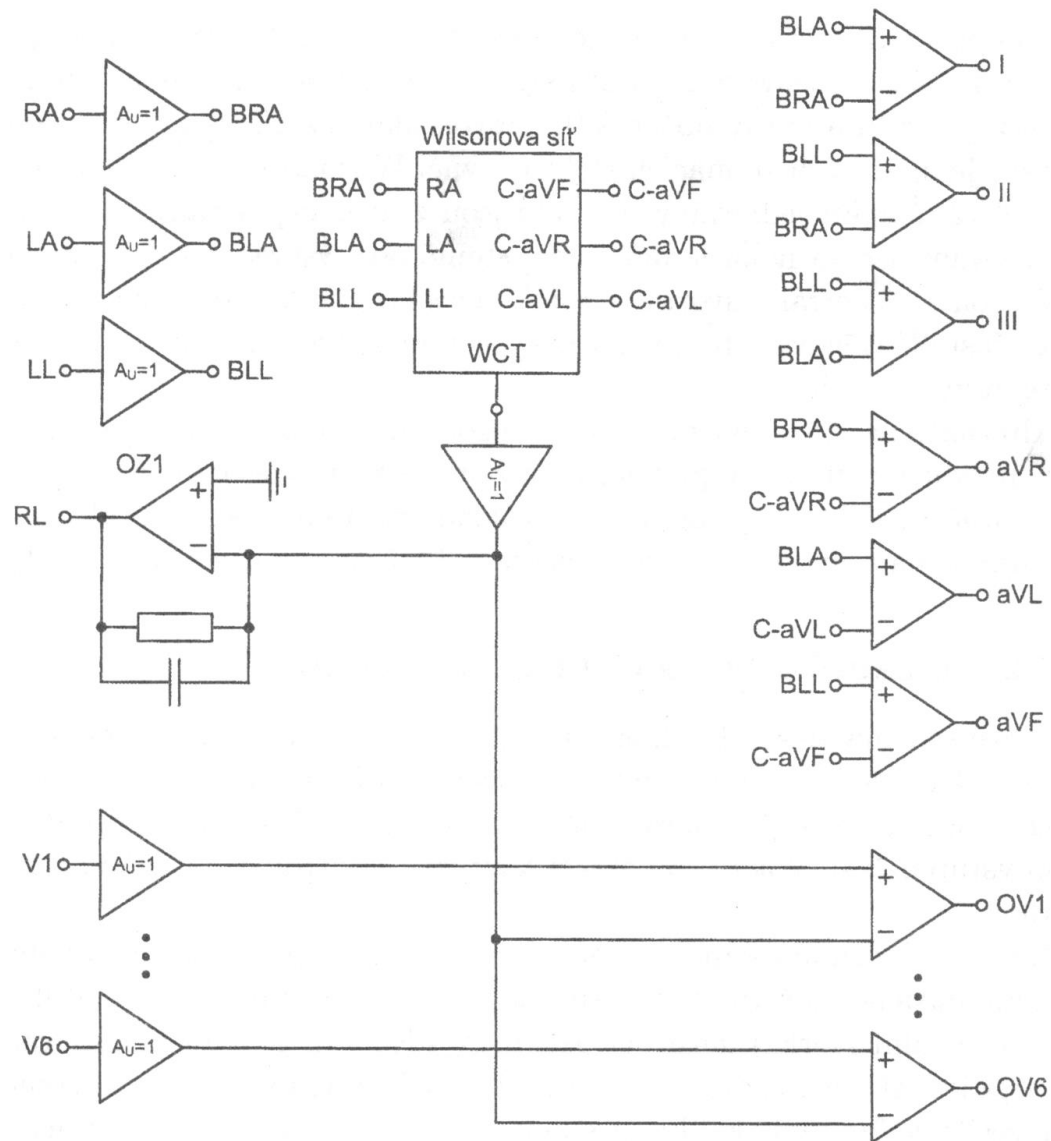 RA
A_U=1
BRA
LA
A_U=1
BLA
LL
A_U=1
BLL
OZ1
RL
+
−
Wilsonova síť
BRA
RA
C-aVF
C-aVF
BLA
LA
C-aVR
C-aVR
BLL
LL
C-aVL
C-aVL
WCT
A_U=1
BLA
+
BRA
−
I
BLL
+
BRA
−
II
BLL
+
BLA
−
III
BRA
+
C-aVR
−
aVR
BLA
+
C-aVL
−
aVL
BLL
+
C-aVF
−
aVF
V1
A_U=1
+
−
OV1
V6
A_U=1
+
−
OV6